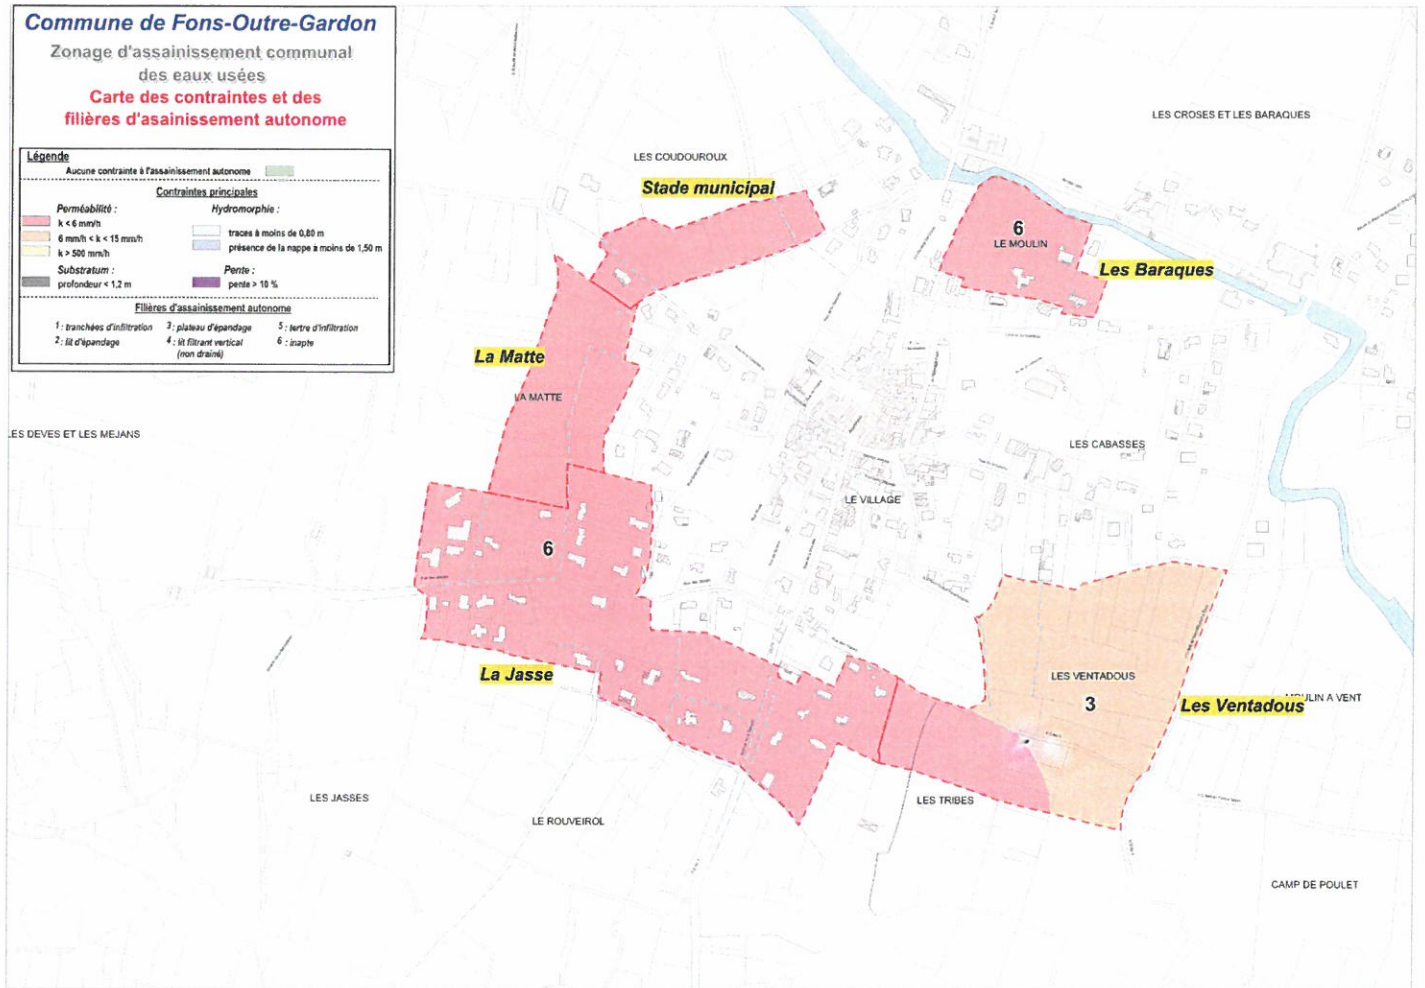 Commune de Fons-Outre-Gardon
Zonage d'assainissement communal
des eaux usées
Carte des contraintes et des
filières d'asainissement autonome
Légende
Aucune contrainte à l'assainissement autonome
Contraintes principales
Perméabilité :
k < 6 mm/h
6 mm/h < k < 15 mm/h
k > 500 mm/h
Hydromorphie :
traces à moins de 0,80 m
présence de la nappe à moins de 1,50 m
Substratum :
profondeur < 1,2 m
Pente :
pente > 10 %
Filières d'assainissement autonome
1 : tranchées d'infiltration
2 : lit d'épandage
3 : plateau d'épandage
4 : lit filtrant vertical
(non drainé)
5 : tertre d'infiltration
6 : inapte
LES CROSES ET LES BARAQUES
LES COUDOUROUX
Stade municipal
6
LE MOULIN
Les Baraques
La Matte
LA MATTE
LES DEVES ET LES MEJANS
LES CABASSES
LE VILLAGE
6
La Jasse
LES VENTADOUS
3
Les Ventadous
MOULIN A VENT
LES JASSES
LE ROUVEIROL
LES TRIBES
CAMP DE POULET